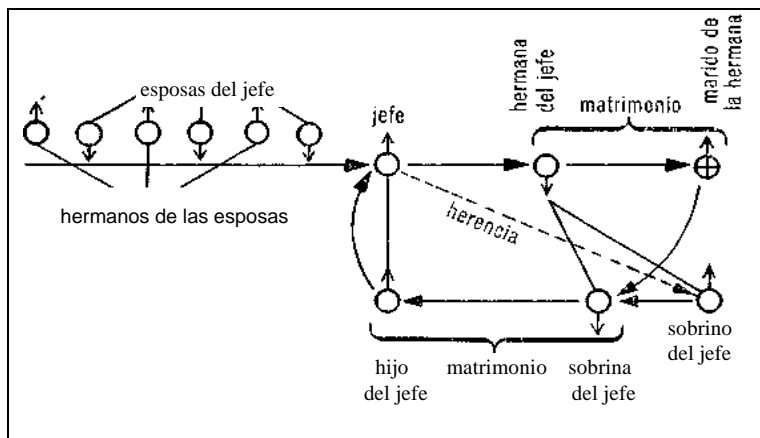 esposas del jefe
hermanos de las esposas
jefe
hermana
del jefe
matrimonio
marido de
la hermana
herencia
hijo
del jefe
matrimonio
sobrina
del jefe
sobrino
del jefe